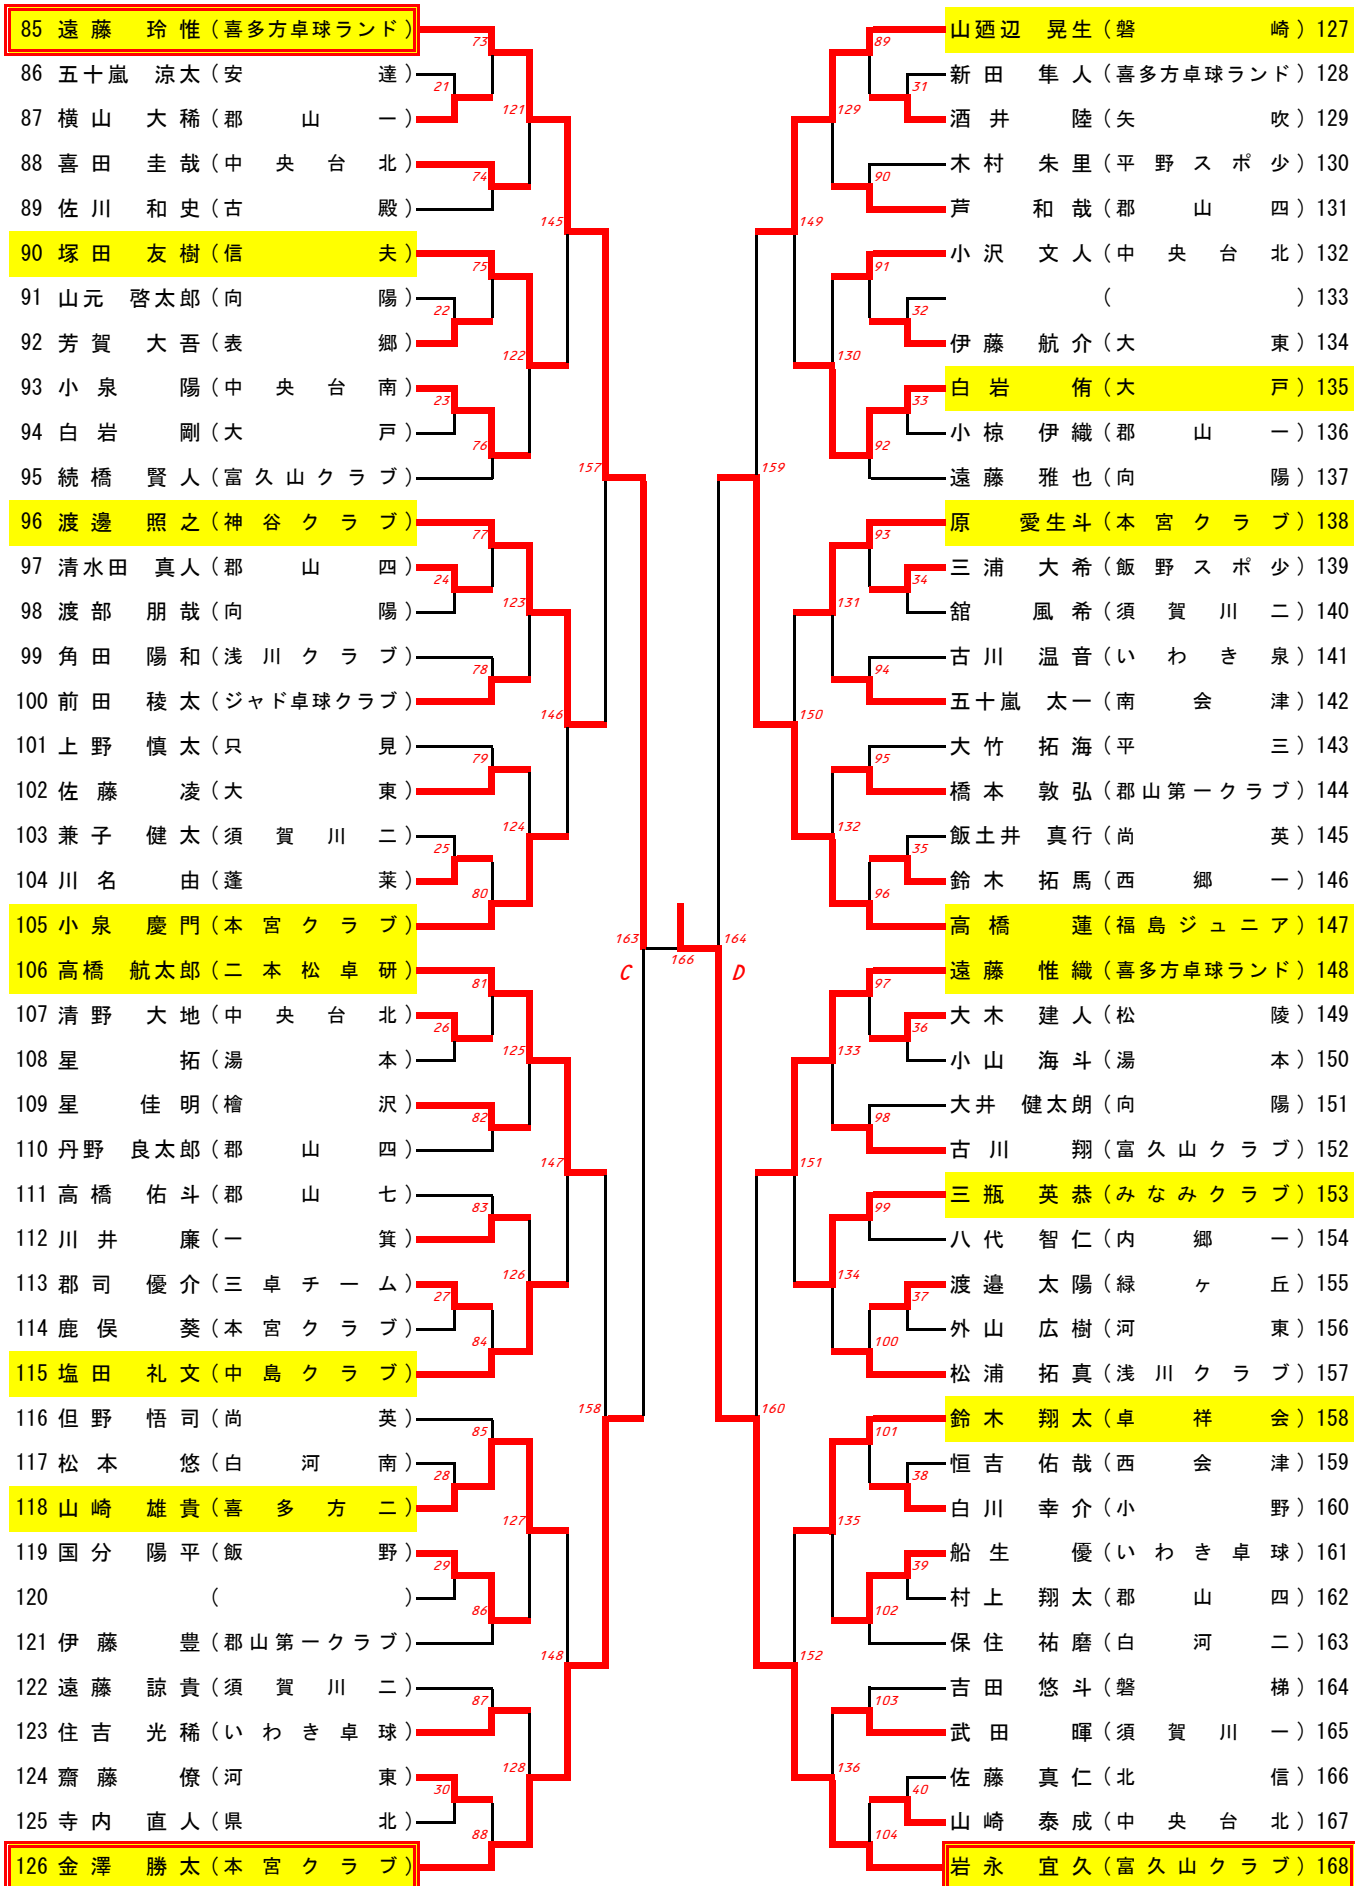 85 遠藤 玲惟 (喜多方卓球ランド)
86 五十嵐 涼太 (安達)
87 横山 大稀 (郡山一)
88 喜田 圭哉 (中央台北)
89 佐川 和史 (古殿)
90 塚田 友樹 (信夫)
91 山元 啓太郎 (向陽)
92 芳賀 大吾 (表郷)
93 小泉 陽 (中央台南)
94 白岩 剛 (大戸)
95 続橋 賢人 (富久山クラブ)
96 渡邊 照之 (神谷クラブ)
97 清水田 真人 (郡山四)
98 渡部 朋哉 (向陽)
99 角田 陽和 (浅川クラブ)
100 前田 稜太 (ジャド卓球クラブ)
101 上野 慎太 (只見)
102 佐藤 凌 (大東)
103 兼子 健太 (須賀川二)
104 川名 由 (蓬莱)
105 小泉 慶門 (本宮クラブ)
106 高橋 航太郎 (二本松卓研)
107 清野 大地 (中央台北)
108 星 拓 (湯本)
109 星 佳明 (檜沢)
110 丹野 良太郎 (郡山四)
111 高橋 佑斗 (郡山七)
112 川井 廉 (一箕)
113 郡司 優介 (三卓チーム)
114 鹿俣 葵 (本宮クラブ)
115 塩田 礼文 (中島クラブ)
116 但野 悟司 (尚英)
117 松本 悠 (白河南)
118 山崎 雄貴 (喜多方二)
119 国分 陽平 (飯野)
120 ( )
121 伊藤 豊 (郡山第一クラブ)
122 遠藤 諒貴 (須賀川二)
123 住吉 光稀 (いわき卓球)
124 齋藤 僚 (河東)
125 寺内 直人 (県北)
126 金澤 勝太 (本宮クラブ)
21
22
23
24
25
26
27
28
29
30
73
74
75
76
77
78
79
80
81
82
83
84
85
86
87
88
121
122
123
124
125
126
127
128
145
146
147
148
157
158
163
C
166
D
164
159
160
149
150
151
152
129
130
131
132
133
134
135
136
89
90
91
92
93
94
95
96
97
98
99
100
101
102
103
104
31
32
33
34
35
36
37
38
39
40
山廼辺 晃生 (磐崎) 127
新田 隼人 (喜多方卓球ランド) 128
酒井 陸 (矢吹) 129
木村 朱里 (平野スポ少) 130
芦 和哉 (郡山四) 131
小沢 文人 (中央台北) 132
( ) 133
伊藤 航介 (大東) 134
白岩 侑 (大戸) 135
小椋 伊織 (郡山一) 136
遠藤 雅也 (向陽) 137
原 愛生斗 (本宮クラブ) 138
三浦 大希 (飯野スポ少) 139
舘 風希 (須賀川二) 140
古川 温音 (いわき泉) 141
五十嵐 太一 (南会津) 142
大竹 拓海 (平三) 143
橋本 敦弘 (郡山第一クラブ) 144
飯土井 真行 (尚英) 145
鈴木 拓馬 (西郷一) 146
高橋 蓮 (福島ジュニア) 147
遠藤 惟織 (喜多方卓球ランド) 148
大木 建人 (松陵) 149
小山 海斗 (湯本) 150
大井 健太朗 (向陽) 151
古川 翔 (富久山クラブ) 152
三瓶 英恭 (みなみクラブ) 153
八代 智仁 (内郷一) 154
渡邉 太陽 (緑ヶ丘) 155
外山 広樹 (河東) 156
松浦 拓真 (浅川クラブ) 157
鈴木 翔太 (卓祥会) 158
恒吉 佑哉 (西会津) 159
白川 幸介 (小野) 160
船生 優 (いわき卓球) 161
村上 翔太 (郡山四) 162
保住 祐磨 (白河二) 163
吉田 悠斗 (磐梯) 164
武田 暉 (須賀川一) 165
佐藤 真仁 (北信) 166
山崎 泰成 (中央台北) 167
岩永 宜久 (富久山クラブ) 168